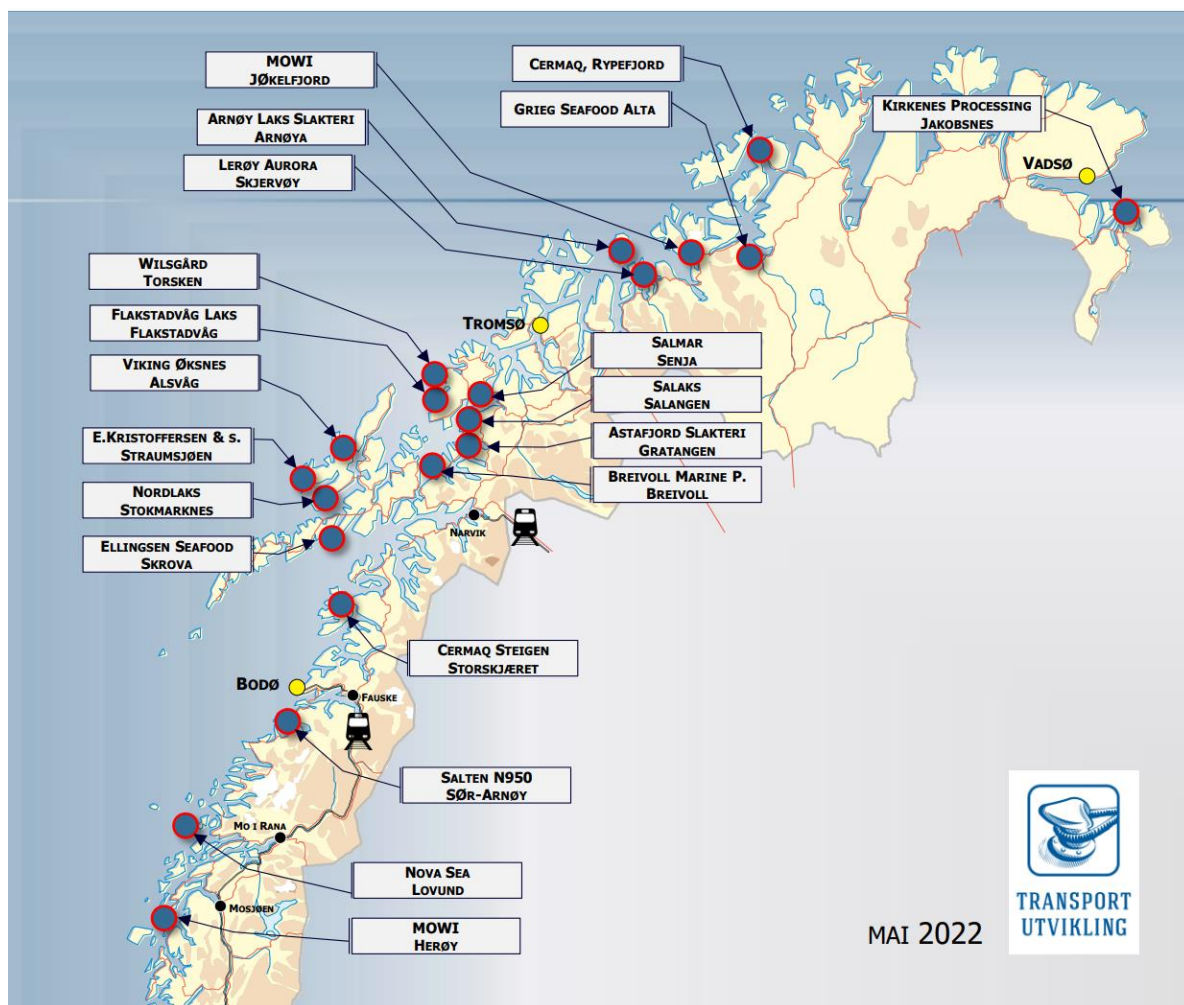 MOWI
JØKELFJORD
CERMAQ, RYPEFJORD
GRIEG SEAFOOD ALTA
KIRKENES PROCESSING
JAKOBSNES
ARNØY LAKS SLAKTERI
ARNØYA
VADSØ
LERØY AURORA
SKJERVØY
WILSGÅRD
TORSKEN
FLAKSTADVÅG LAKS
FLAKSTADVÅG
TROMSØ
SALMAR
SENJA
VIKING ØKSNES
ALSVÅG
SALAKS
SALANGEN
E.KRISTOFFERSEN & S.
STRAUMSJØEN
ASTAFJORD SLAKTERI
GRATANGEN
NORDLAKS
STOKMARKNES
BREIVOLL MARINE P.
BREIVOLL
NARVIK
ELLINGSEN SEAFOOD
SKROVA
CERMAQ STEIGEN
STORSKJÆRET
BODØ
FAUSKE
SALTEN N950
SØR-ARNØY
MO I RANA
NOVA SEA
LOVUND
MOSJØEN
MOWI
HERØY
MAI 2022
TRANSPORT
UTVIKLING